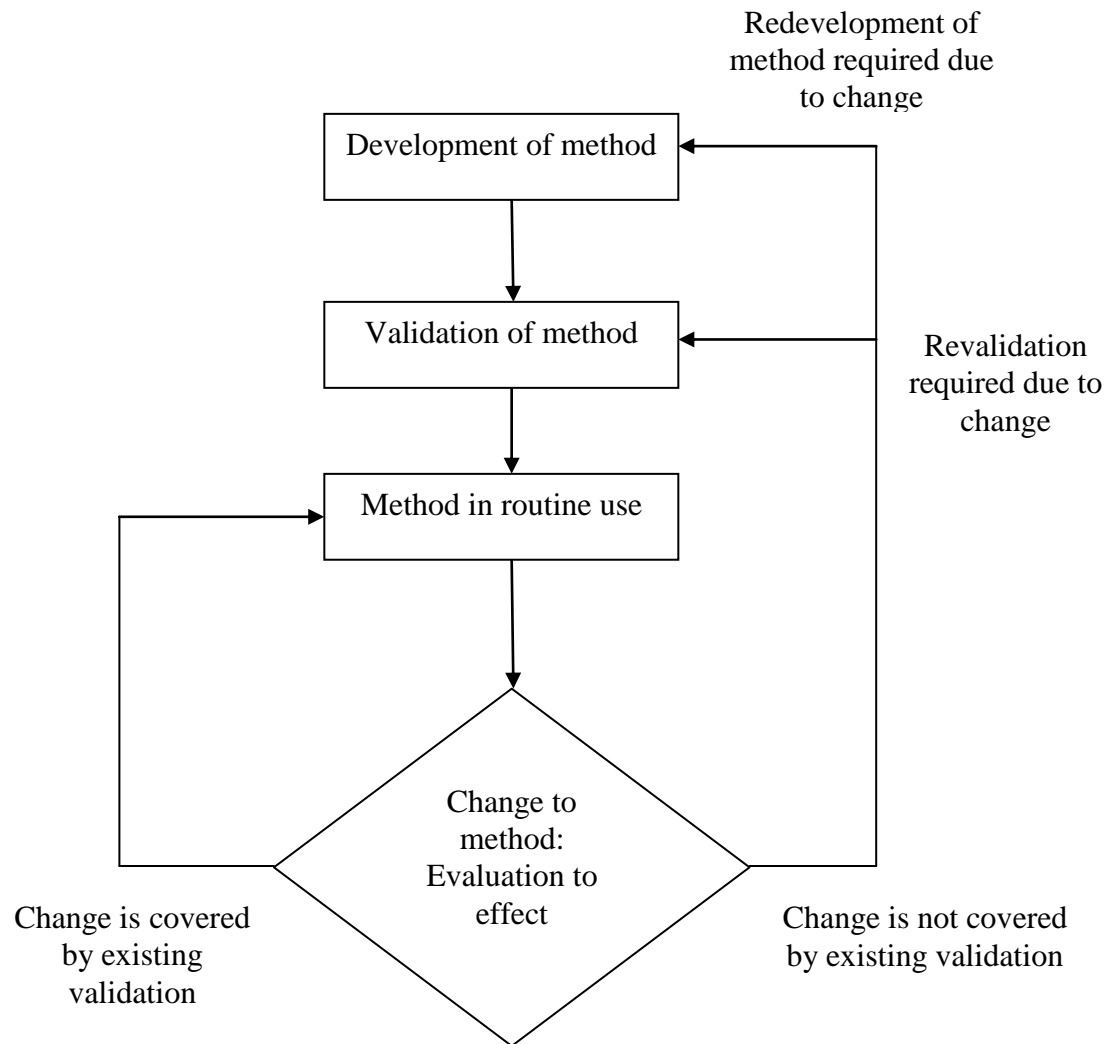 Redevelopment of
method required due
to change
Development of method
Validation of method
Revalidation
required due to
change
Method in routine use
Change to
method:
Evaluation to
effect
Change is covered
by existing
validation
Change is not covered
by existing validation